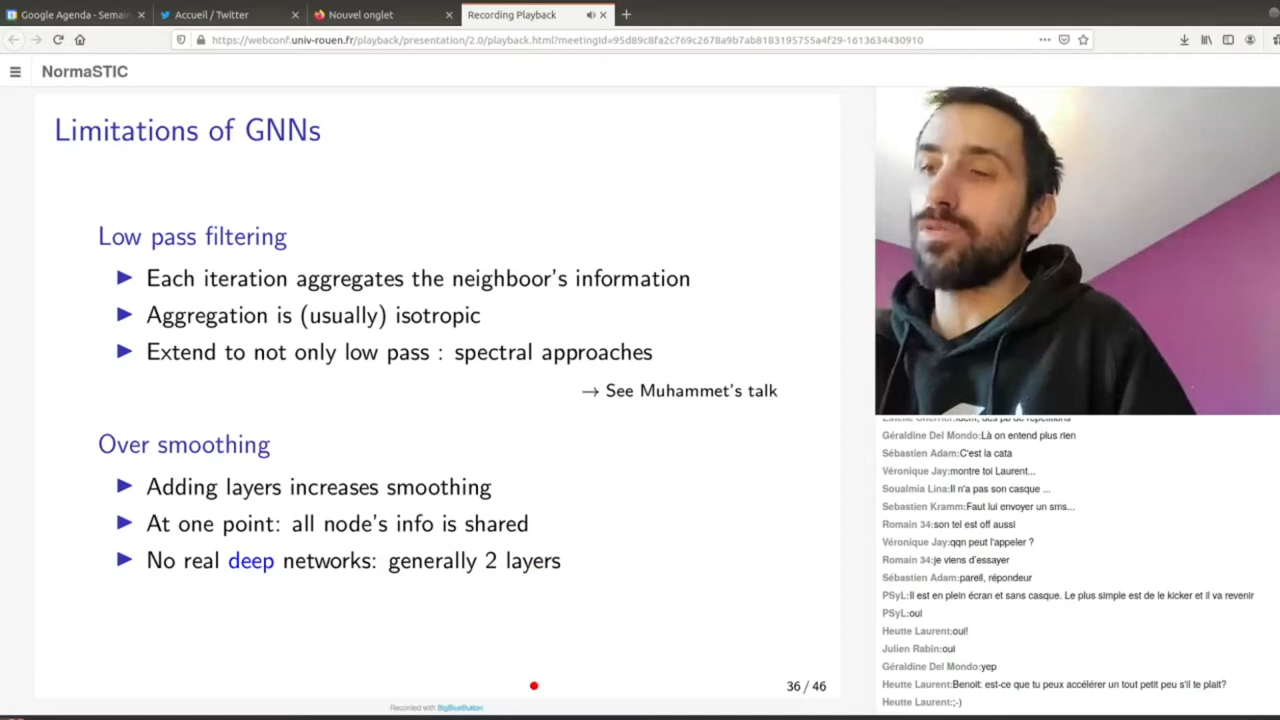 Google Agenda - Semain
Accueil / Twitter
Nouvel onglet
Recording Playback
https://webconf.univ-rouen.fr/playback/presentation/2.0/playback.html?meetingId=95d89c8fa2c769c2678a9b7ab8183195755a4f29-1613634430910
NormaSTIC
Limitations of GNNs
Low pass filtering
Each iteration aggregates the neighboor's information
Aggregation is (usually) isotropic
Extend to not only low pass : spectral approaches
→ See Muhammet's talk
Over smoothing
Adding layers increases smoothing
At one point: all node's info is shared
No real deep networks: generally 2 layers
36 / 46
Recorded with BigBlueButton
Géraldine Del Mondo:Là on entend plus rien
Sébastien Adam:C'est la cata
Véronique Jay:montre toi Laurent...
Soualmia Lina:Il n'a pas son casque ...
Sebastien Kramm:Faut lui envoyer un sms...
Romain 34:son tel est off aussi
Véronique Jay:qqn peut l'appeler ?
Romain 34:je viens d'essayer
Sébastien Adam:pareil, répondeur
PSyL:Il est en plein écran et sans casque. Le plus simple est de le kicker et il va revenir
PSyL:oui
Heutte Laurent:oui!
Julien Rabin:oui
Géraldine Del Mondo:yep
Heutte Laurent:Benoit: est-ce que tu peux accélérer un tout petit peu s'il te plait?
Heutte Laurent:;-)